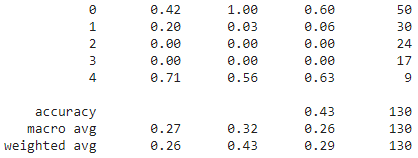 0 0.42 1.00 0.60 50
1 0.20 0.03 0.06 30
2 0.00 0.00 0.00 24
3 0.00 0.00 0.00 17
4 0.71 0.56 0.63 9
accuracy 0.43 130
macro avg 0.27 0.32 0.26 130
weighted avg 0.26 0.43 0.29 130